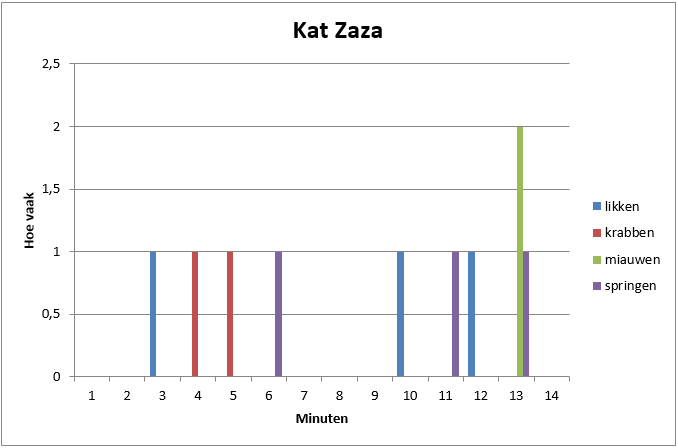 Kat Zaza
2,5
2
1,5
1
0,5
0
Hoe vaak
1 2 3 4 5 6 7 8 9 10 11 12 13 14
Minuten
likken
krabben
miauwen
springen